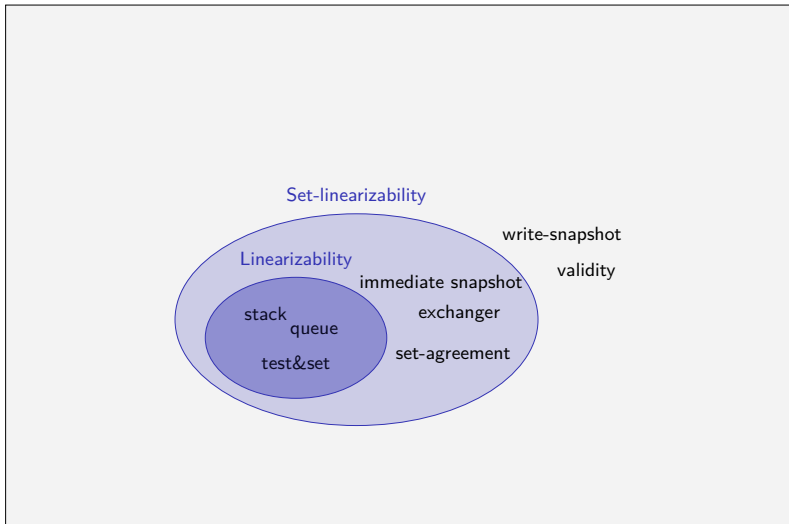 Set-linearizability
write-snapshot
Linearizability
validity
immediate snapshot
stack
exchanger
queue
set-agreement
test&set